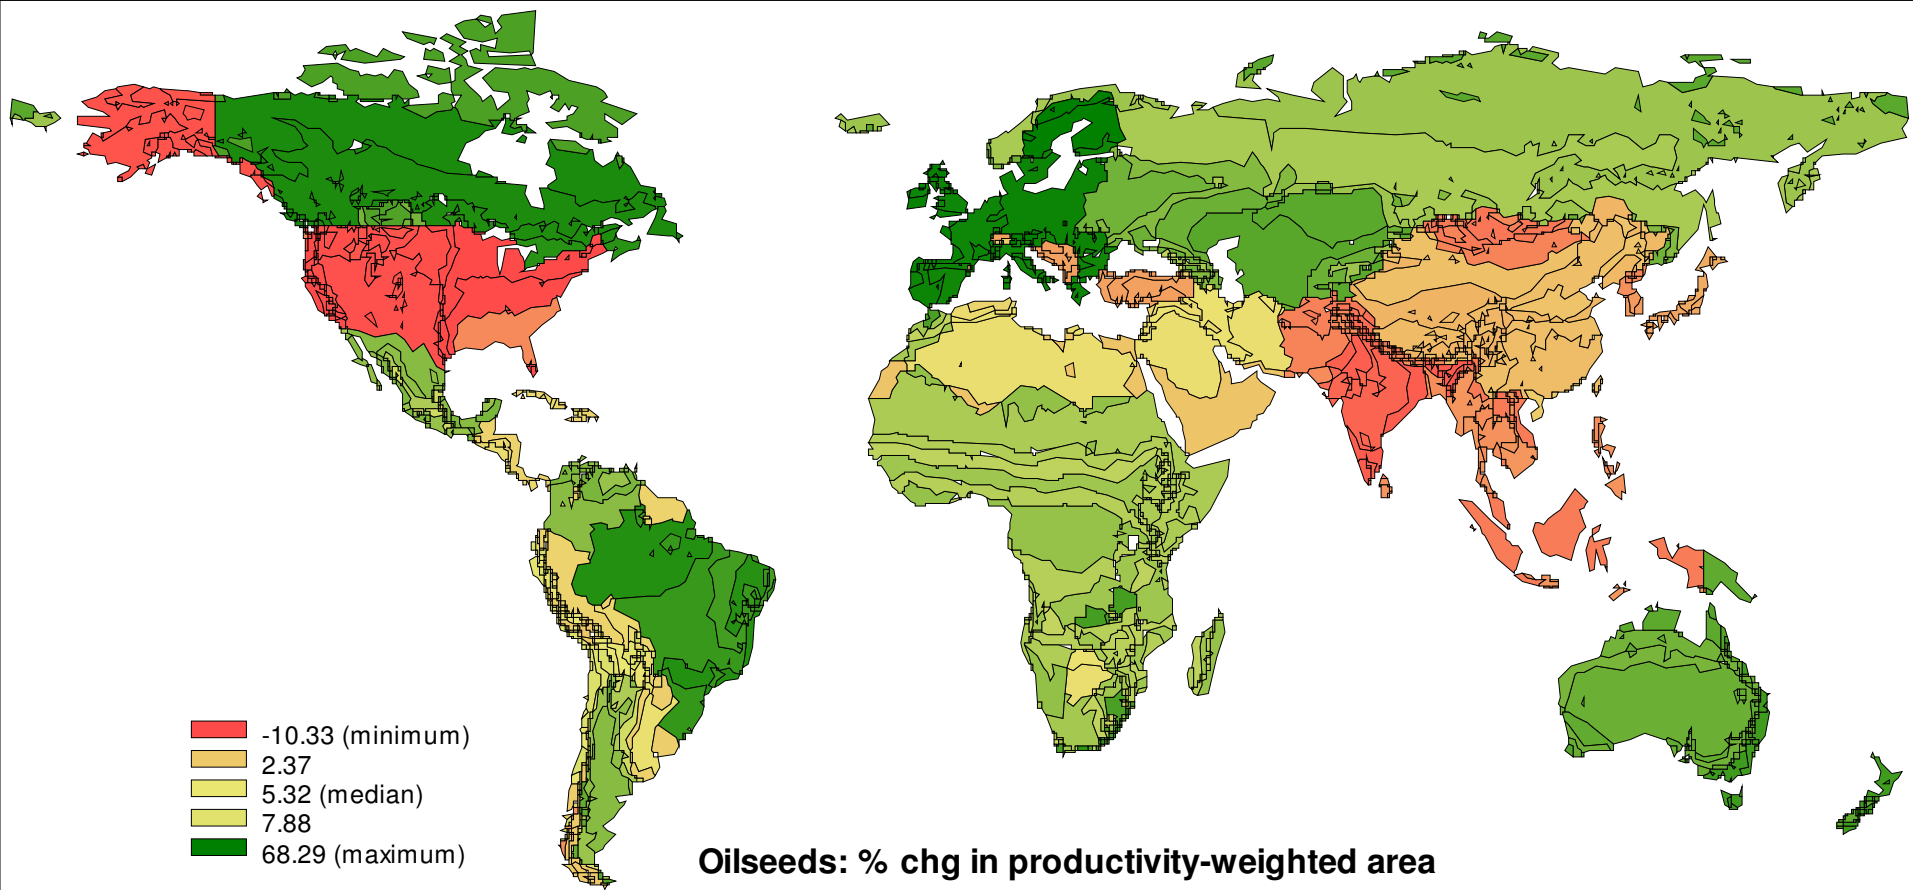 -10.33 (minimum)
2.37
5.32 (median)
7.88
68.29 (maximum)
Oilseeds: % chg in productivity-weighted area